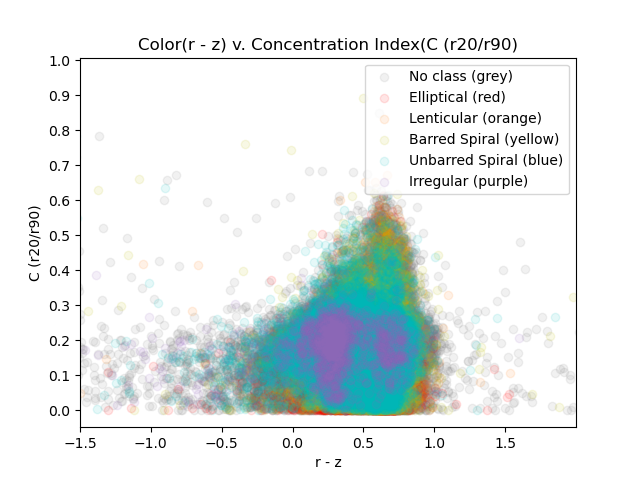 Color(r - z) v. Concentration Index(C (r20/r90)
1.0
0.9
0.8
0.7
0.6
0.5
0.4
0.3
0.2
0.1
0.0
C (r20/r90)
No class (grey)
Elliptical (red)
Lenticular (orange)
Barred Spiral (yellow)
Unbarred Spiral (blue)
Irregular (purple)
−1.5 −1.0 −0.5 0.0 0.5 1.0 1.5
r - z